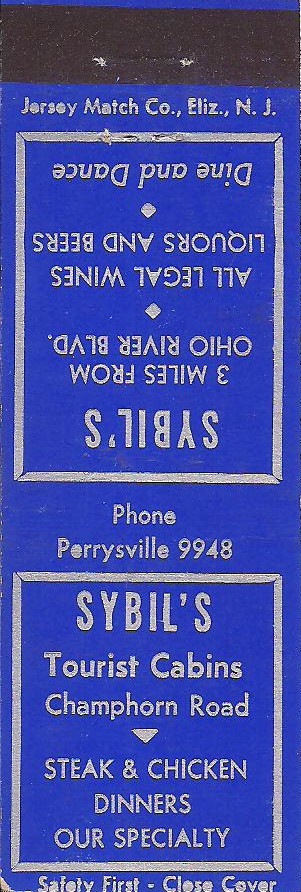 Jersey Match Co., Eliz., N. J.
SYBIL'S
3 MILES FROM
OHIO RIVER BLVD.
ALL LEGAL WINES
LIQUORS AND BEERS
Dine and Dance
Phone
Perrysville 9948
SYBIL'S
Tourist Cabins
Champhorn Road
STEAK & CHICKEN
DINNERS
OUR SPECIALTY
Safety First - Close Cover